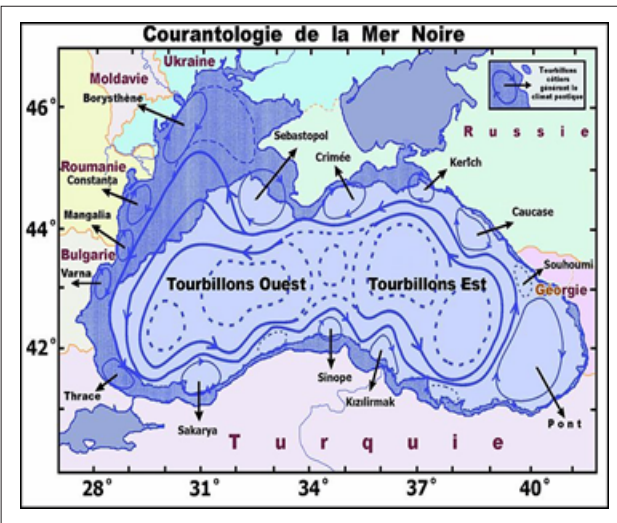 Courantologie de la Mer Noire
Ukraine
Moldavie
Borysthène
46°
Tourbillons
côtiers
générant le
climat pontique
Sebastopol
Russie
Crimée
Kerlch
Roumanie
Constanța
44°
Mangalia
Caucase
Bulgarie
Varna
Souhoumi
Géorgie
Tourbillons Ouest
Tourbillons Est
42°
Thrace
Sinope
Kızılırmak
Sakarya
Pont
Turquie
28°
31°
34°
37°
40°